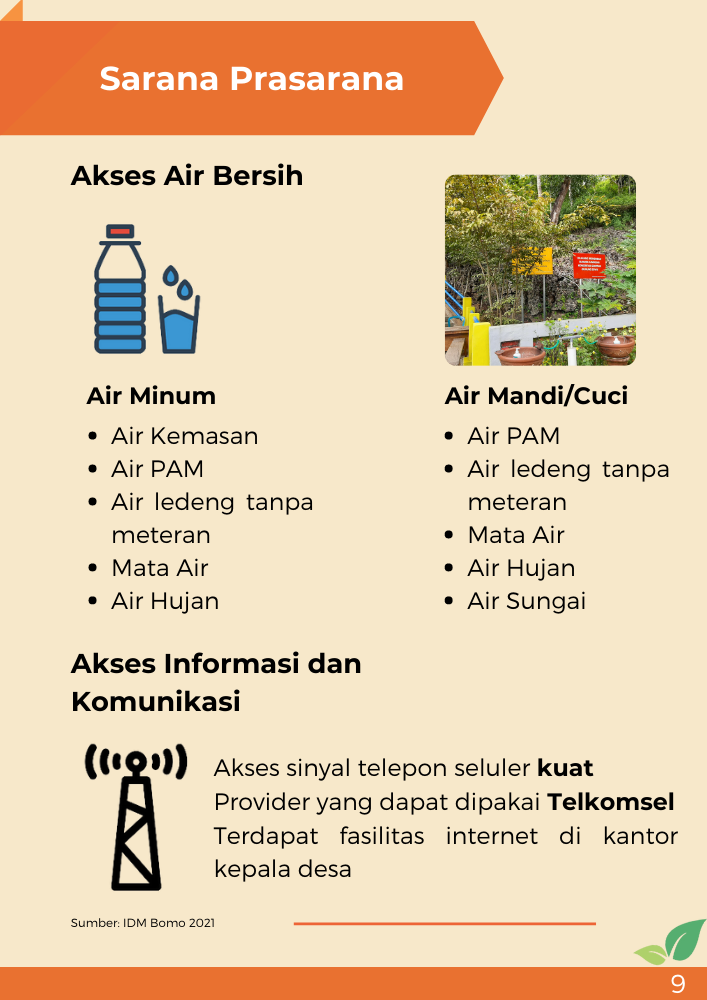 Sarana Prasarana
Akses Air Bersih
Air Minum
• Air Kemasan
• Air PAM
• Air ledeng tanpa
meteran
• Mata Air
• Air Hujan
Air Mandi/Cuci
• Air PAM
• Air ledeng tanpa
meteran
• Mata Air
• Air Hujan
• Air Sungai
Akses Informasi dan
Komunikasi
Akses sinyal telepon seluler kuat
Provider yang dapat dipakai Telkomsel
Terdapat fasilitas internet di kantor
kepala desa
Sumber: IDM Bomo 2021
9